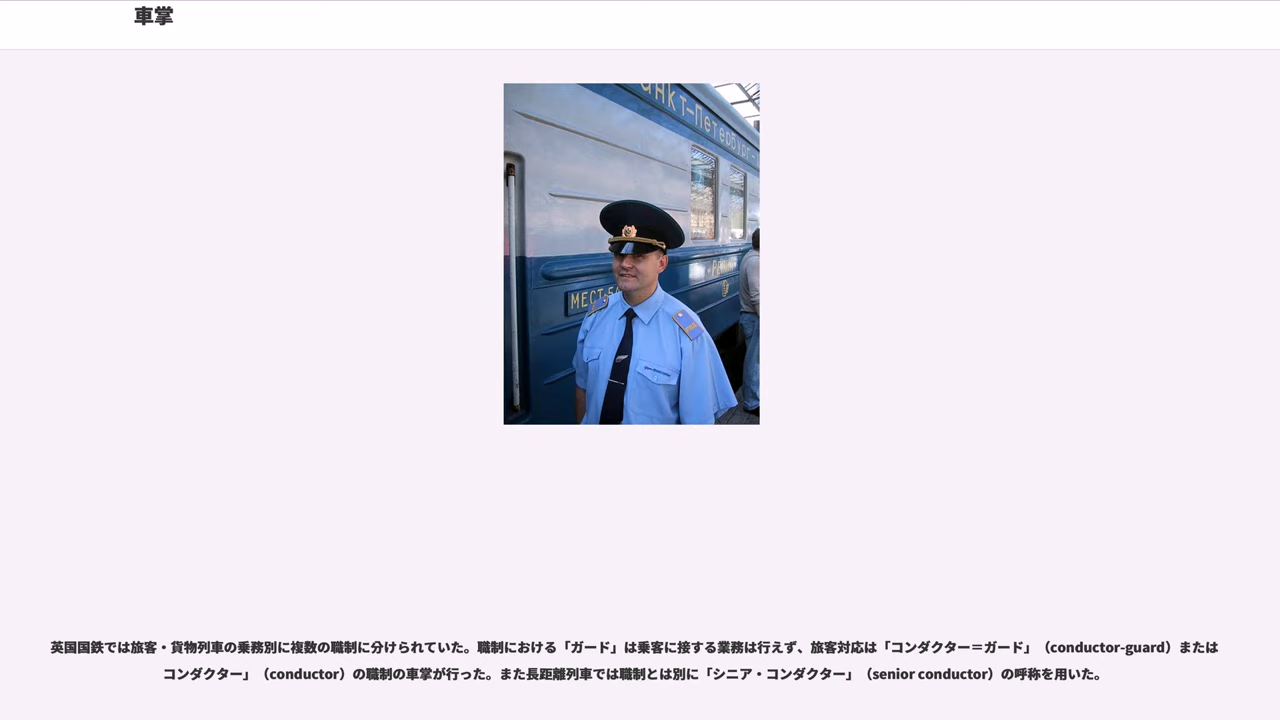 車掌
анкт-Петербург-
МЕСТ-5
英国国鉄では旅客・貨物列車の乗務別に複数の職制に分けられていた。職制における「ガード」は乗客に接する業務は行えず、旅客対応は「コンダクター＝ガード」（conductor-guard）または
コンダクター」（conductor）の職制の車掌が行った。また長距離列車では職制とは別に「シニア・コンダクター」（senior conductor）の呼称を用いた。